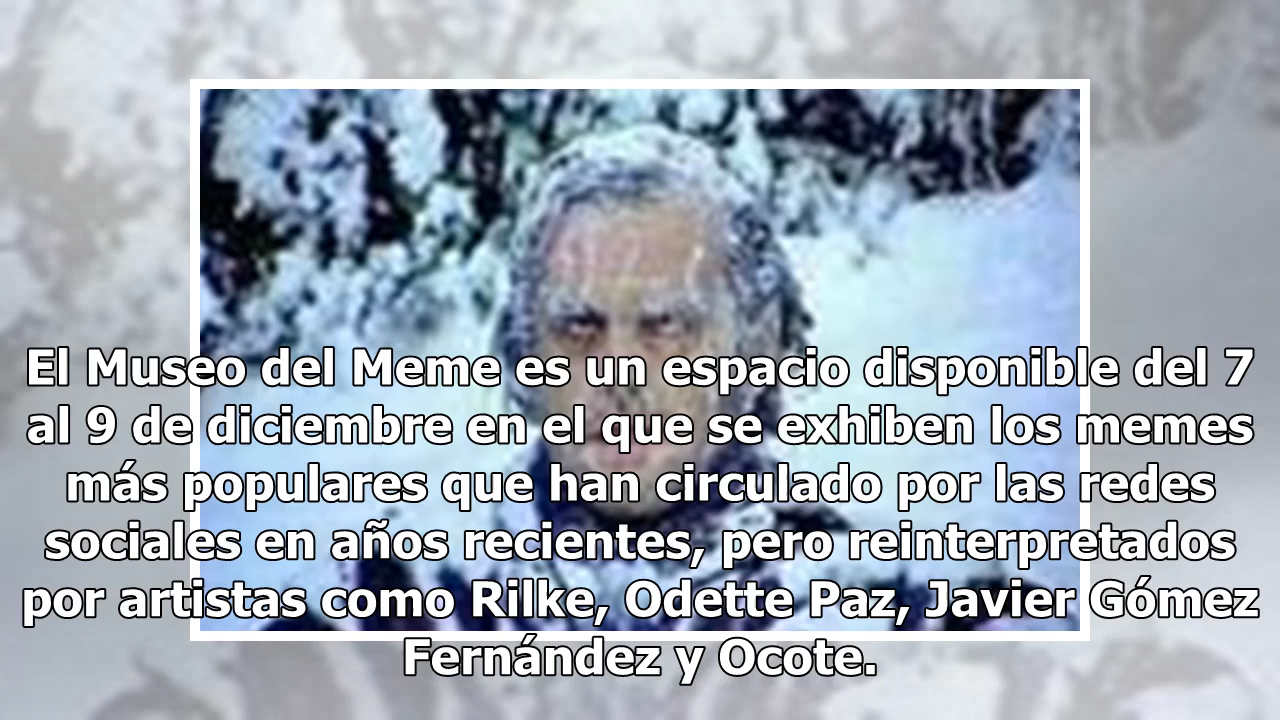 El Museo del Meme es un espacio disponible del 7
al 9 de diciembre en el que se exhiben los memes
más populares que han circulado por las redes
sociales en años recientes, pero reinterpretados
por artistas como Rilke, Odette Paz, Javier Gómez
Fernández y Ocote.